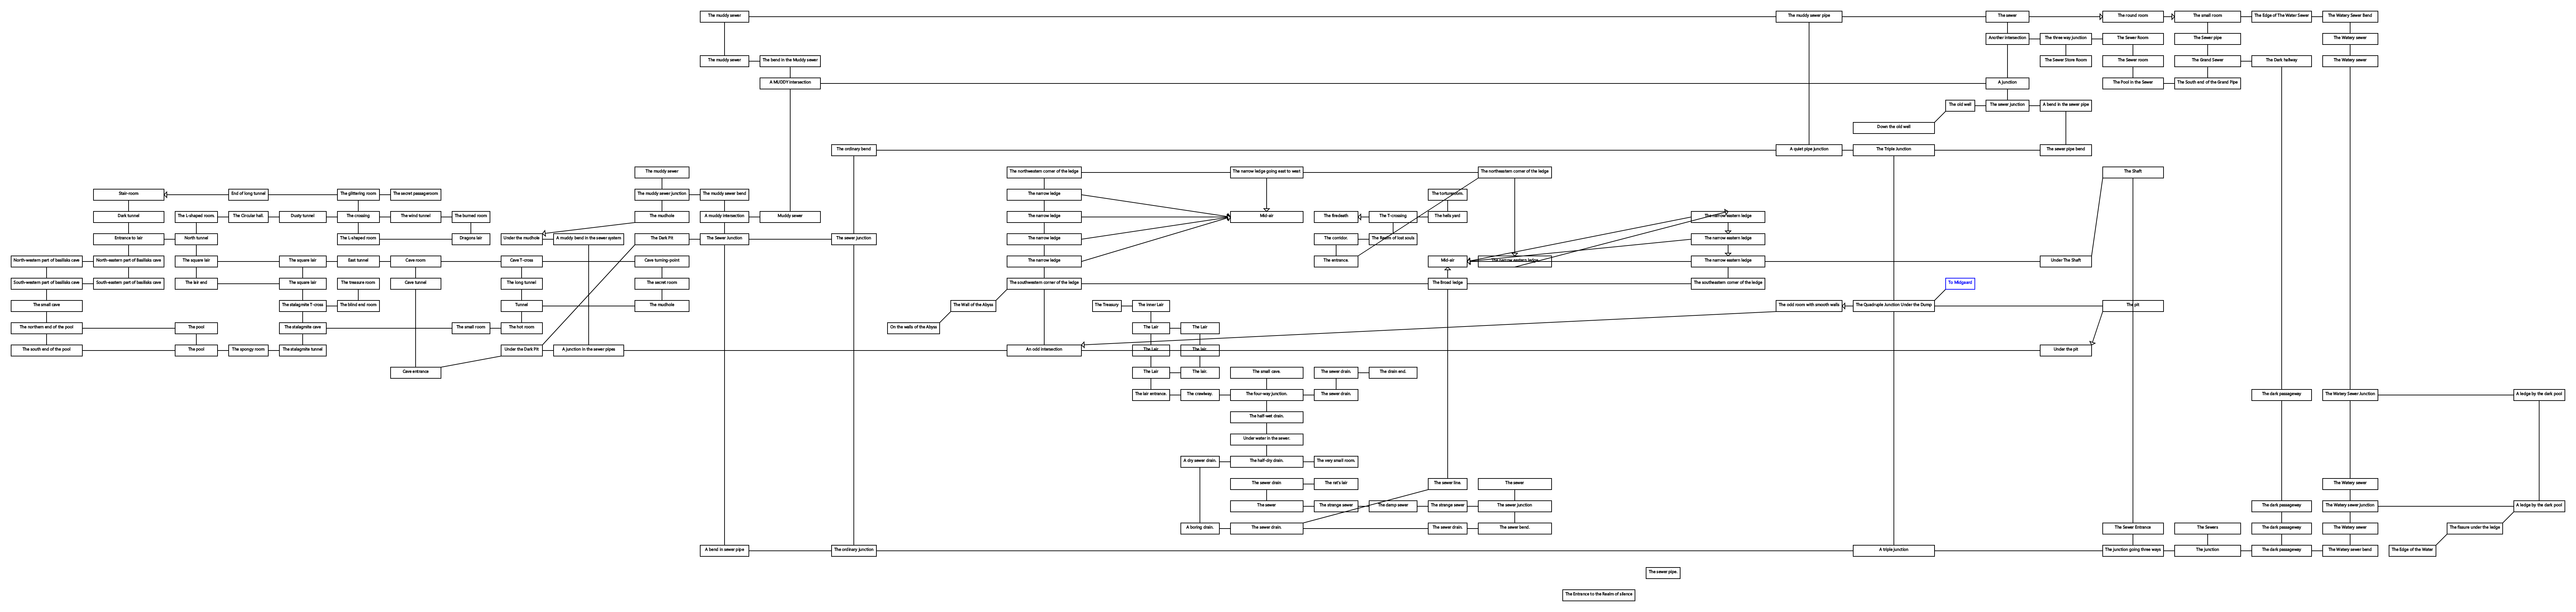 The muddy sewer
The muddy sewer pipe
The sewer
The round room
The small room
The Edge of The Water Sewer
The Watery Sewer Bend
Another intersection
The three way junction
The Sewer Room
The Sewer pipe
The Watery sewer
The muddy sewer
The bend in the Muddy sewer
The Sewer Store Room
The Sewer room
The Grand Sewer
The Dark hallway
The Watery sewer
A MUDDY intersection
A junction
The Pool in the Sewer
The South end of the Grand Pipe
The old well
The sewer junction
A bend in the sewer pipe
Down the old well
The ordinary bend
A quiet pipe junction
The Triple Junction
The sewer pipe bend
The muddy sewer
The northwestern corner of the ledge
The narrow ledge going east to west
The northeastern corner of the ledge
The Shaft
Stair-room
End of long tunnel
The glittering room
The secret passageroom
The muddy sewer junction
The muddy sewer bend
The narrow ledge
The tortureroom.
Dark tunnel
The L-shaped room.
The Circular hall.
Dusty tunnel
The crossing
The wind tunnel
The burned room
The mudhole
A muddy intersection
Muddy sewer
The narrow ledge
Mid-air
The firedeath
The T-crossing
The hells yard
The narrow eastern ledge
Entrance to lair
North tunnel
The L-shaped room
Dragons lair
Under the mudhole
A muddy bend in the sewer system
The Dark Pit
The Sewer Junction
The sewer junction
The narrow ledge
The corridor.
The Realm of lost souls
The narrow eastern ledge
North-western part of basilisks cave
North-eastern part of Basilisks cave
The square lair
The square lair
East tunnel
Cave room
Cave T-cross
Cave turning-point
The narrow ledge
The entrance.
Mid-air
The narrow eastern ledge
The narrow eastern ledge
Under The Shaft
South-western part of basilisks cave
South-eastern part of Basilisks cave
The lair end
The square lair
The treasure room
Cave tunnel
The long tunnel
The secret room
The southwestern corner of the ledge
The Broad ledge
The southeastern corner of the ledge
To Midgaard
The small cave
The stalagmite T-cross
The blind end room
Tunnel
The mudhole
The Wall of the Abyss
The Treasury
The Inner Lair
The odd room with smooth walls
The Quadruple Junction Under the Dump
The pit
The northern end of the pool
The pool
The stalagmite cave
The small room
The hot room
On the walls of the Abyss
The Lair
The Lair
The south end of the pool
The pool
The spongy room
The stalagmite tunnel
Under the Dark Pit
A junction in the sewer pipes
An odd intersection
The Lair
The lair
Under the pit
Cave entrance
The Lair
The lair.
The small cave.
The sewer drain.
The drain end.
The lair entrance.
The crawlway.
The four-way junction.
The sewer drain.
The dark passageway
The Watery Sewer Junction
A ledge by the dark pool
The half-wet drain.
Under water in the sewer.
A dry sewer drain.
The half-dry drain.
The very small room.
The sewer drain
The rat's lair
The sewer line.
The sewer
The Watery sewer
The sewer
The strange sewer
The damp sewer
The strange sewer
The sewer junction
The dark passageway
The Watery sewer junction
A ledge by the dark pool
A boring drain.
The sewer drain.
The sewer drain.
The sewer bend.
The Sewer Entrance
The Sewers
The dark passageway
The Watery sewer
The fissure under the ledge
A bend in sewer pipe
The ordinary junction
A triple junction
The junction going three ways
The junction
The dark passageway
The Watery sewer bend
The Edge of the Water
The sewer pipe.
The Entrance to the Realm of silence